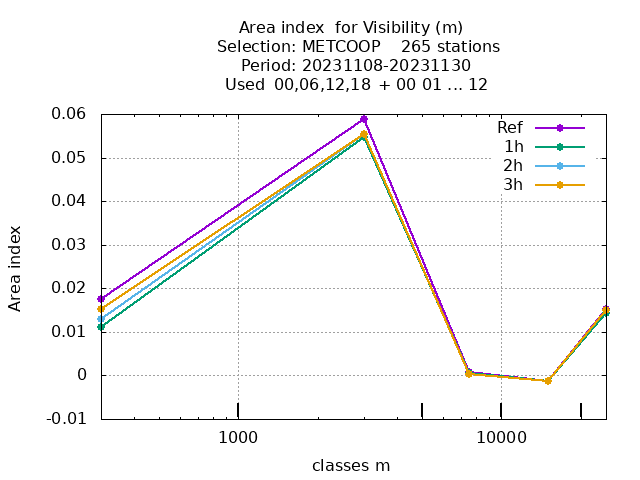 Area index  for Visibility (m)
Selection: METCOOP    265 stations
Period: 20231108-20231130
Used  00,06,12,18  + 00 01 ... 12
Ref
1h
2h
3h
0.06
0.05
0.04
0.03
0.02
0.01
0
-0.01
Area index
1000
10000
classes m